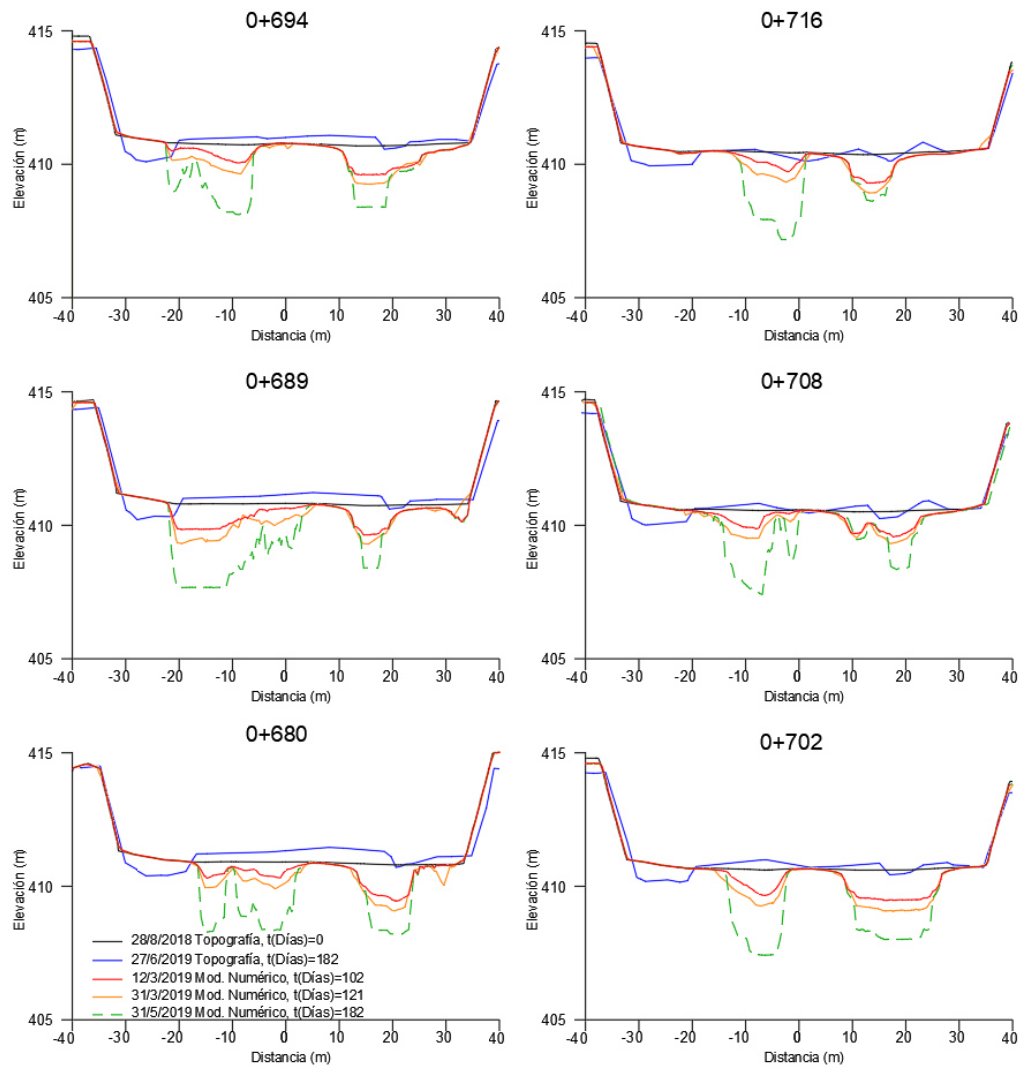 0+694
415
410
405
Elevación (m)
-40 -30 -20 -10 0 10 20 30 40
Distancia (m)
0+716
415
410
405
Elevación (m)
-40 -30 -20 -10 0 10 20 30 40
Distancia (m)
0+689
415
410
405
Elevación (m)
-40 -30 -20 -10 0 10 20 30 40
Distancia (m)
0+708
415
410
405
Elevación (m)
-40 -30 -20 -10 0 10 20 30 40
Distancia (m)
0+680
415
410
405
Elevación (m)
28/8/2018 Topografía, t(Días)=0
27/6/2019 Topografía, t(Días)=182
12/3/2019 Mod. Numérico, t(Días)=102
31/3/2019 Mod. Numérico, t(Días)=121
31/5/2019 Mod. Numérico, t(Días)=182
-40 -30 -20 -10 0 10 20 30 40
Distancia (m)
0+702
415
410
405
Elevación (m)
-40 -30 -20 -10 0 10 20 30 40
Distancia (m)